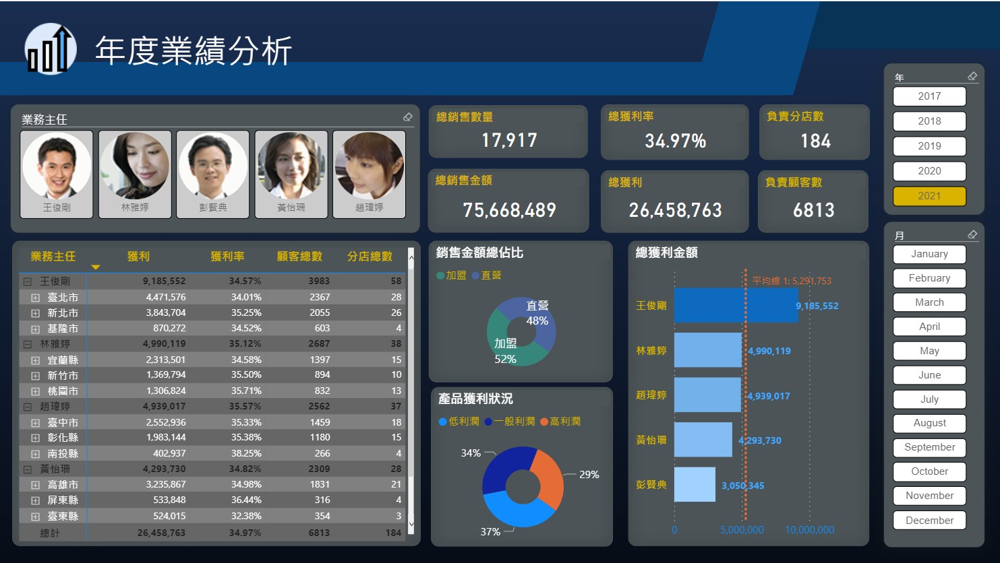 年度業績分析
業務主任
王俊剛
林雅婷
彭賢典
黃怡珊
趙瑋婷
總銷售數量
17,917
總獲利率
34.97%
負責分店數
184
總銷售金額
75,668,489
總獲利
26,458,763
負責顧客數
6813
年
2017
2018
2019
2020
2021
月
January
February
March
April
May
June
July
August
September
October
November
December
業務主任 獲利 獲利率 顧客總數 分店總數
王俊剛 9,185,552 34.57% 3983 58
臺北市 4,471,576 34.01% 2367 28
新北市 3,843,704 35.25% 2055 26
基隆市 870,272 34.52% 603 4
林雅婷 4,990,119 35.12% 2687 38
宜蘭縣 2,313,501 34.58% 1397 15
新竹市 1,369,794 35.50% 894 10
桃園市 1,306,824 35.71% 832 13
趙瑋婷 4,939,017 35.57% 2562 37
臺中市 2,552,936 35.33% 1459 18
彰化縣 1,983,144 35.38% 1180 15
南投縣 402,937 38.25% 266 4
黃怡珊 4,293,730 34.82% 2309 28
高雄市 3,235,867 34.98% 1831 21
屏東縣 533,848 36.44% 316 4
臺東縣 524,015 32.38% 354 3
總計 26,458,763 34.97% 6813 184
銷售金額總佔比
加盟 直營
直營
48%
加盟
52%
產品獲利狀況
低利潤 一般利潤 高利潤
34%
29%
37%
總獲利金額
平均線 1: 5,291,753
王俊剛 9,185,552
林雅婷 4,990,119
趙瑋婷 4,939,017
黃怡珊 4,293,730
彭賢典 3,050,345
0 5,000,000 10,000,000